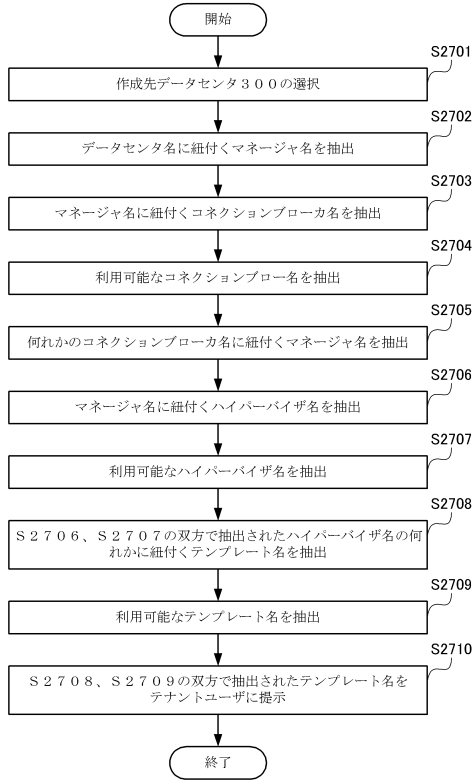 開始
S2701
作成先データセンタ３００の選択
S2702
データセンタ名に紐付くマネージャ名を抽出
S2703
マネージャ名に紐付くコネクションブローカ名を抽出
S2704
利用可能なコネクションブロー名を抽出
S2705
何れかのコネクションブローカ名に紐付くマネージャ名を抽出
S2706
マネージャ名に紐付くハイパーバイザ名を抽出
S2707
利用可能なハイパーバイザ名を抽出
S2708
Ｓ２７０６、Ｓ２７０７の双方で抽出されたハイパーバイザ名の何
れかに紐付くテンプレート名を抽出
S2709
利用可能なテンプレート名を抽出
S2710
Ｓ２７０８、Ｓ２７０９の双方で抽出されたテンプレート名を
テナントユーザに提示
終了